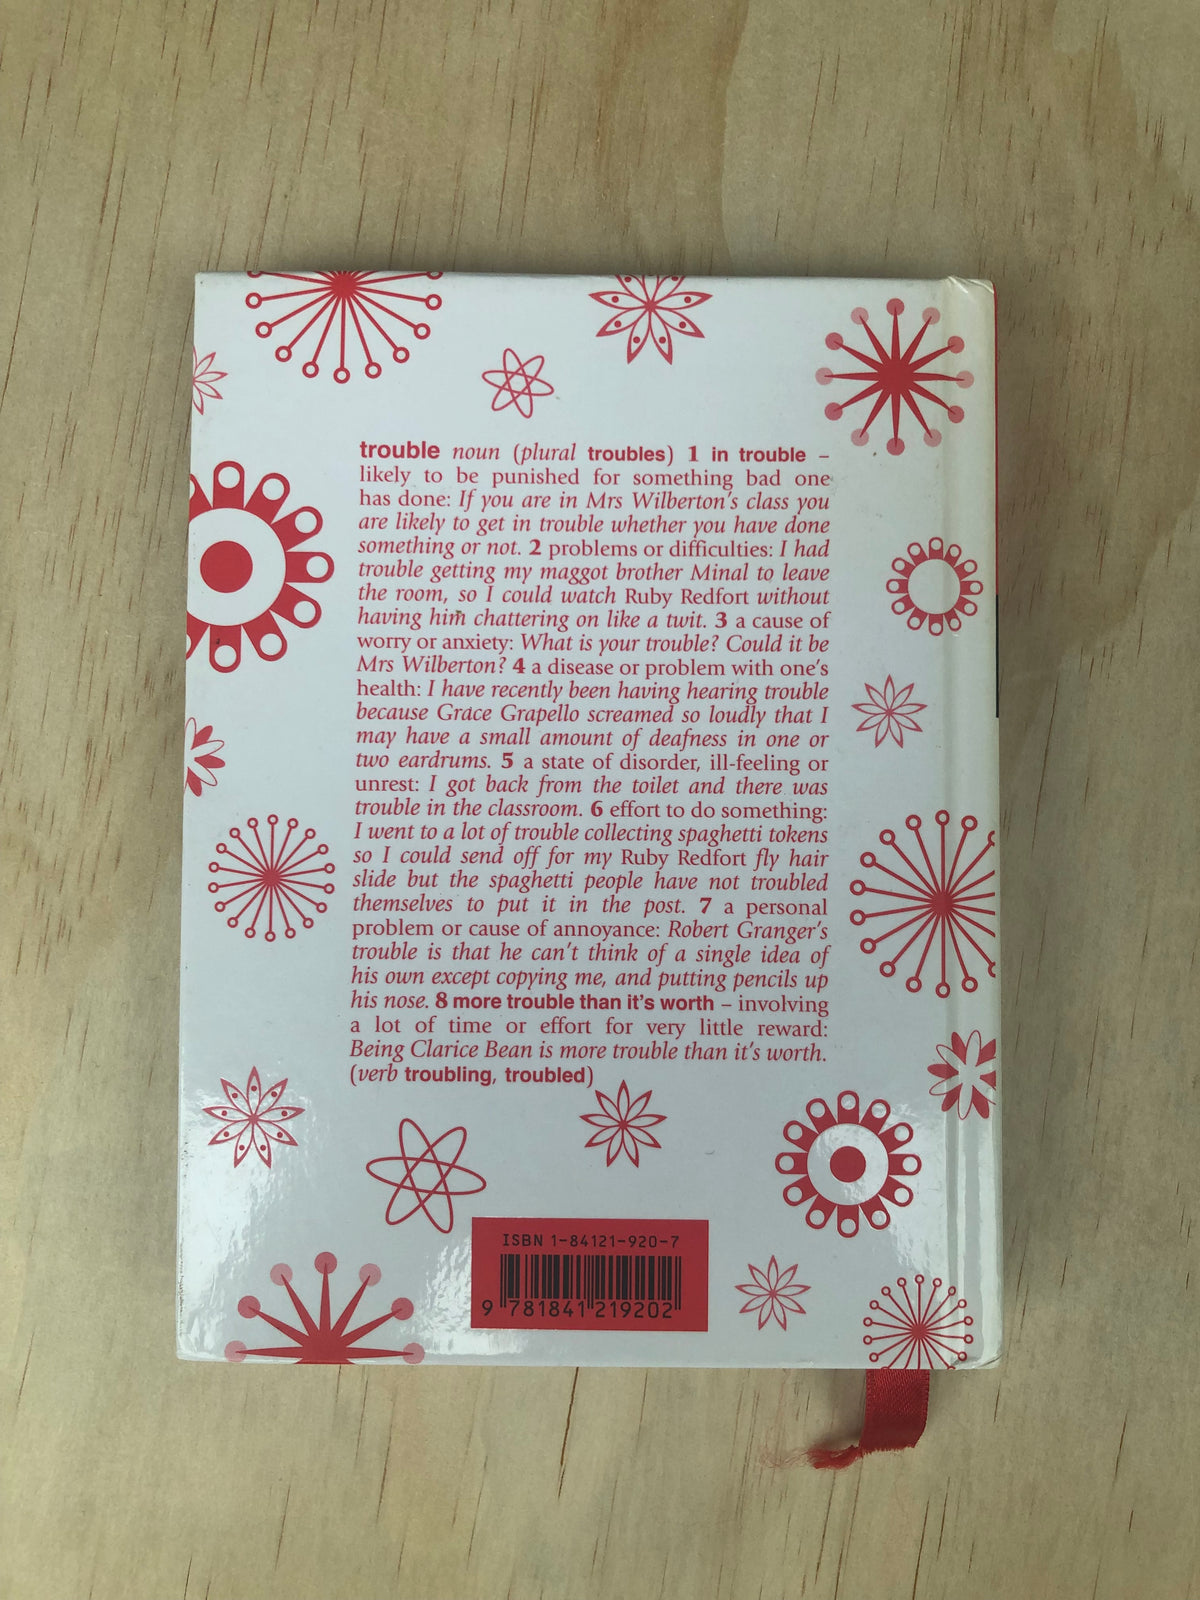 trouble noun (plural troubles) 1 in trouble –
likely to be punished for something bad one
has done: If you are in Mrs Wilberton's class you
are likely to get in trouble whether you have done
something or not. 2 problems or difficulties: I had
trouble getting my maggot brother Minal to leave
the room, so I could watch Ruby Redfort without
having him chattering on like a twit. 3 a cause of
worry or anxiety: What is your trouble? Could it be
Mrs Wilberton? 4 a disease or problem with one's
health: I have recently been having hearing trouble
because Grace Grapello screamed so loudly that I
may have a small amount of deafness in one or
two eardrums. 5 a state of disorder, ill-feeling or
unrest: I got back from the toilet and there was
trouble in the classroom. 6 effort to do something:
I went to a lot of trouble collecting spaghetti tokens
so I could send off for my Ruby Redfort fly hair
slide but the spaghetti people have not troubled
themselves to put it in the post. 7 a personal
problem or cause of annoyance: Robert Granger's
trouble is that he can't think of a single idea of
his own except copying me, and putting pencils up
his nose. 8 more trouble than it's worth – involving
a lot of time or effort for very little reward:
Being Clarice Bean is more trouble than it's worth.
(verb troubling, troubled)
ISBN 1-84121-920-7
9 781841 219202